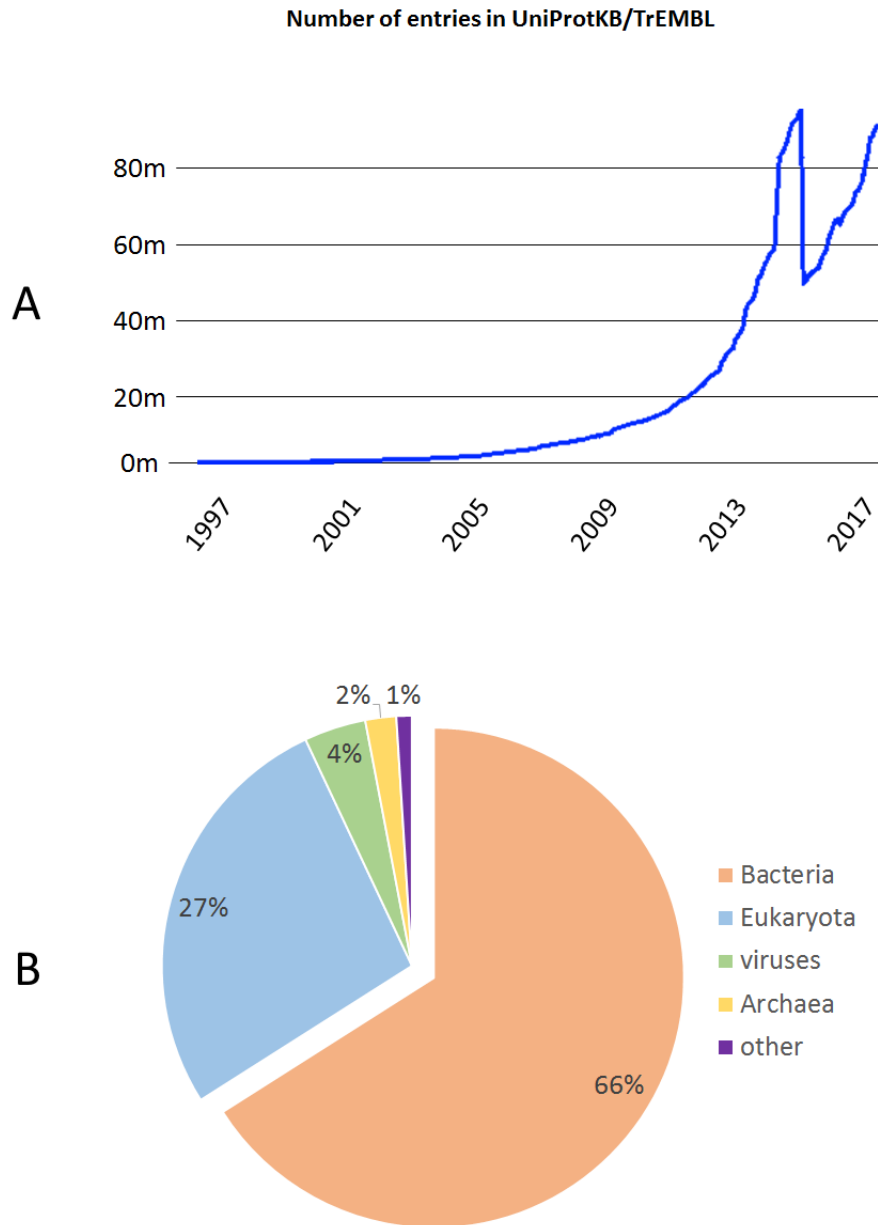 Number of entries in UniProtKB/TrEMBL
80m
60m
A
40m
20m
0m
1997
2001
2005
2009
2013
2017
2% 1%
4%
27%
66%
B
Bacteria
Eukaryota
viruses
Archaea
other